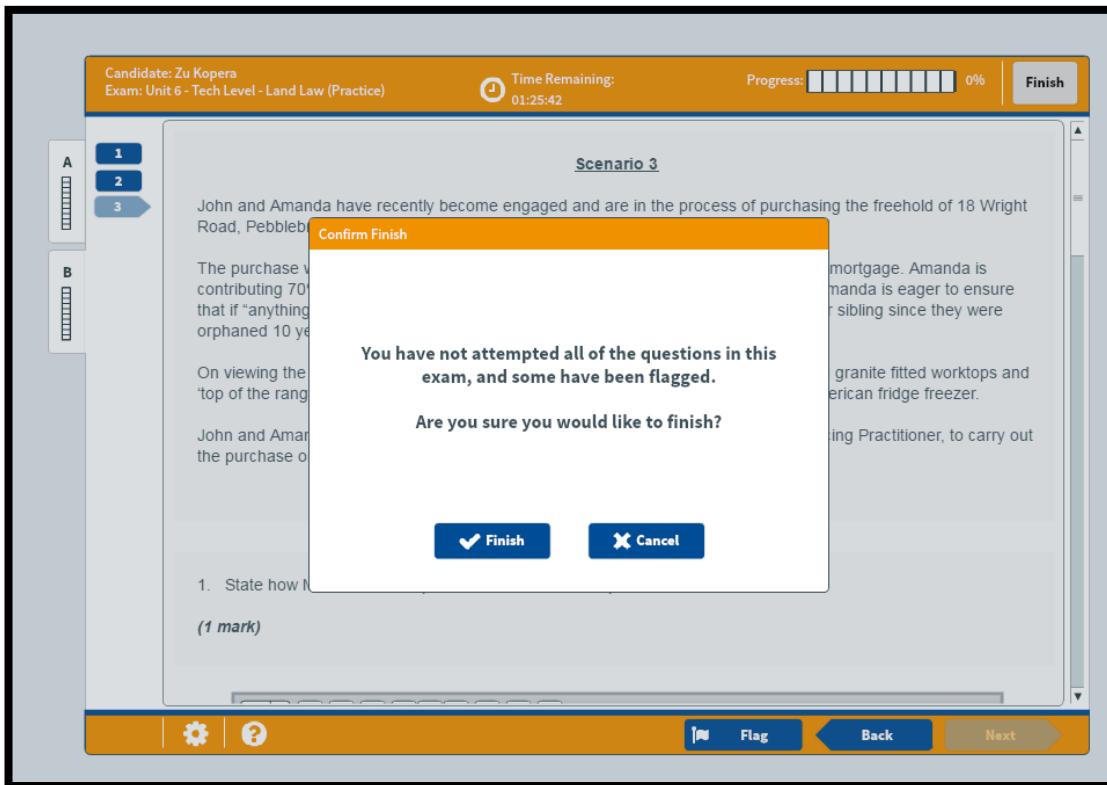 Candidate: Zu Kopera
Exam: Unit 6 - Tech Level - Land Law (Practice)
Time Remaining:
01:25:42
Progress:
0%
Finish
A
B
1
2
3
Scenario 3
John and Amanda have recently become engaged and are in the process of purchasing the freehold of 18 Wright
Road,
Confirm Finish
The purchase mortgage. Amanda is
contributing manda is eager to ensure
that if "anything sibling since they were
orphaned 10
You have not attempted all of the questions in this
exam, and some have been flagged.
On viewing the granite fitted worktops and
'top of the rang erican fridge freezer.
Are you sure you would like to finish?
John and Aman cing Practitioner, to carry out
the purchase
Finish
Cancel
1. State how
(1 mark)
Flag
Back
Next